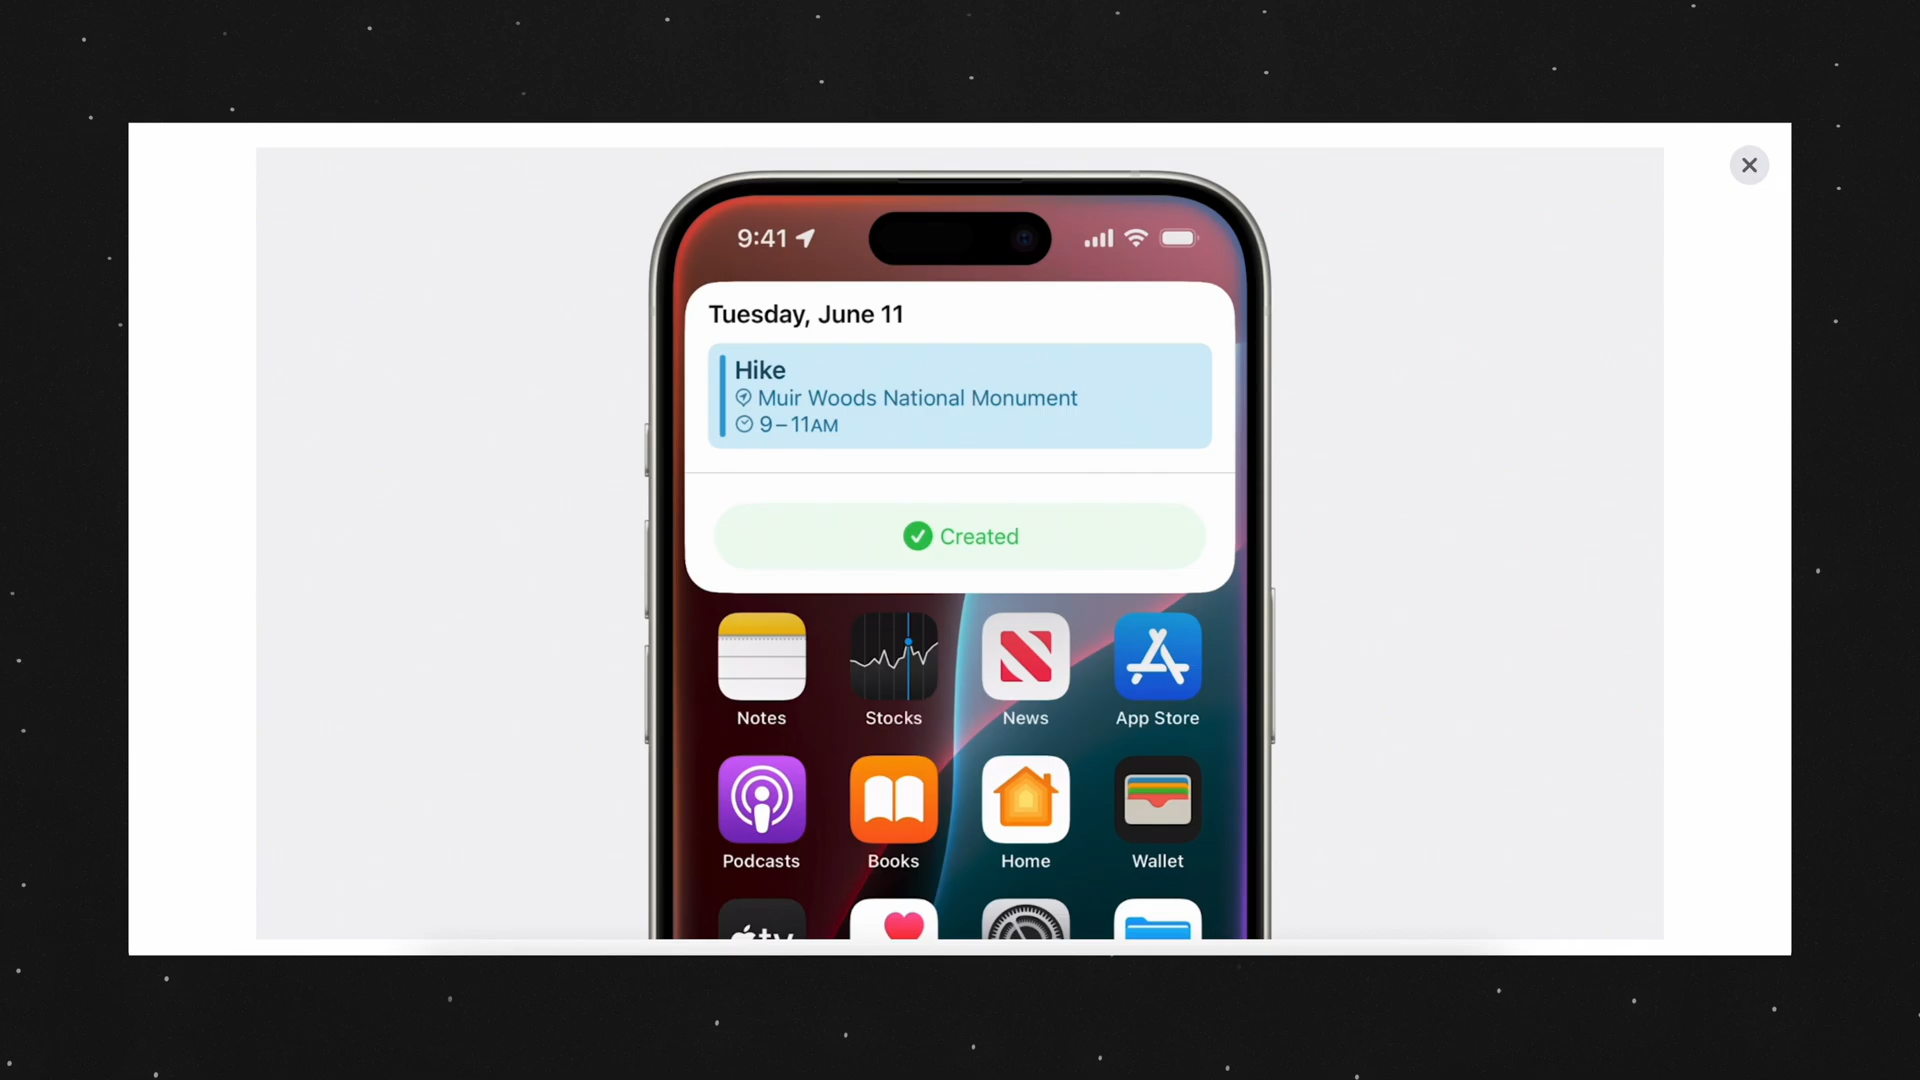 9:41
Tuesday, June 11
Hike
Muir Woods National Monument
9–11AM
Created
Notes
Stocks
News
App Store
Podcasts
Books
Home
Wallet
tv